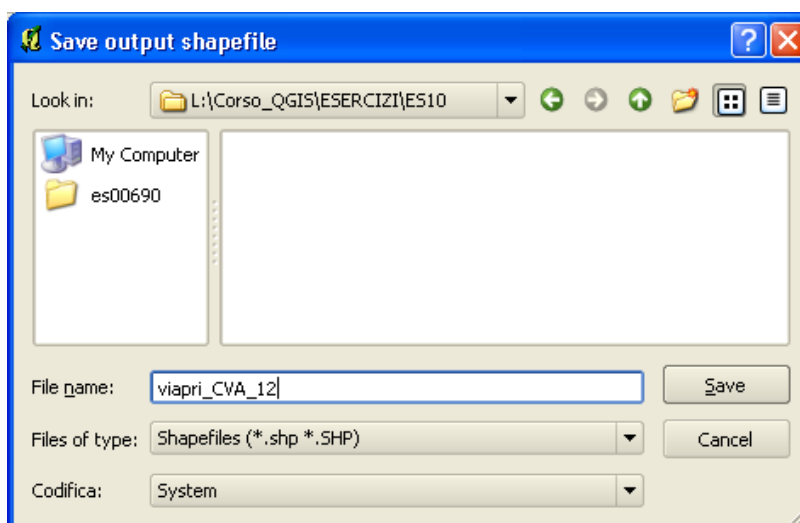 Save output shapefile
Look in: L:\Corso_QGIS\ESERCIZI\ES10
My Computer
es00690
File name: viapri_CVA_12 Save
Files of type: Shapefiles (*.shp *.SHP) Cancel
Codifica: System